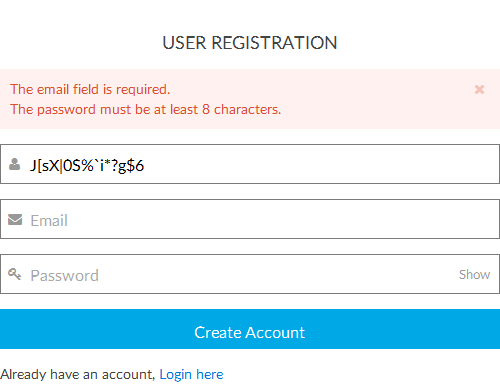 USER REGISTRATION
The email field is required.
The password must be at least 8 characters.
J[sX|0S%`i*?g$6
Email
Password Show
Create Account
Already have an account, Login here